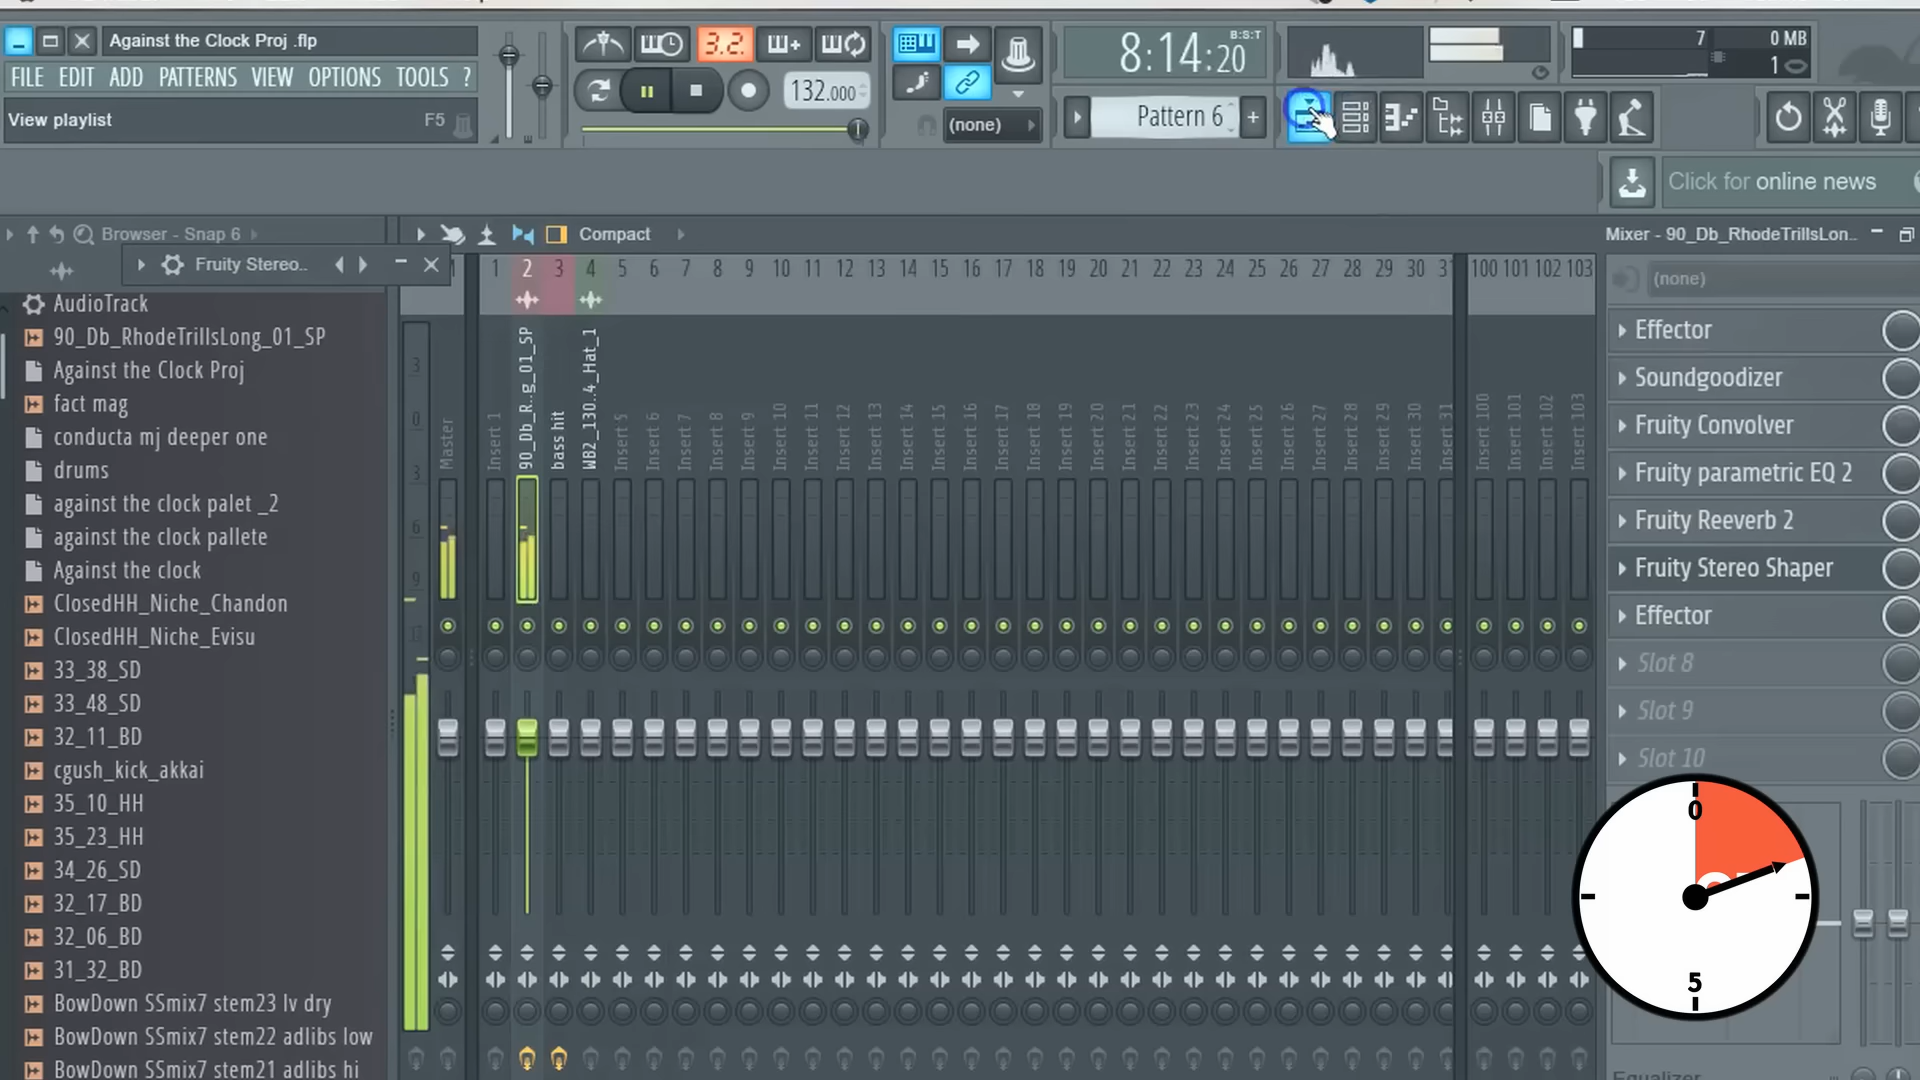 Against the Clock Proj .flp
FILE EDIT ADD PATTERNS VIEW OPTIONS TOOLS ?
View playlist F5
3.2.
132.000
(none)
8:14:20
B:S:T
Pattern 6
+
7
0 MB
1
Click for online news
Browser - Snap 6
Fruity Stereo..
Compact
Mixer - 90_Db_RhodeTrillsLon..
AudioTrack
90_Db_RhodeTrillsLong_01_SP
Against the Clock Proj
fact mag
conducta mj deeper one
drums
against the clock palet _2
against the clock pallete
Against the clock
ClosedHH_Niche_Chandon
ClosedHH_Niche_Evisu
33_38_SD
33_48_SD
32_11_BD
cgush_kick_akkai
35_10_HH
35_23_HH
34_26_SD
32_17_BD
32_06_BD
31_32_BD
BowDown SSmix7 stem23 lv dry
BowDown SSmix7 stem22 adlibs low
BowDown SSmix7 stem21 adlibs hi
1 2 3 4 5 6 7 8 9 10 11 12 13 14 15 16 17 18 19 20 21 22 23 24 25 26 27 28 29 30 31 100 101 102 103
3
0
3
6
9
Master
Insert 1
90_Db_R..g_01_SP
bass hit
WB2_130..4_Hat_1
Insert 5
Insert 6
Insert 7
Insert 8
Insert 9
Insert 10
Insert 11
Insert 12
Insert 13
Insert 14
Insert 15
Insert 16
Insert 17
Insert 18
Insert 19
Insert 20
Insert 21
Insert 22
Insert 23
Insert 24
Insert 25
Insert 26
Insert 27
Insert 28
Insert 29
Insert 30
Insert 31
Insert 100
Insert 101
Insert 102
Insert 103
(none)
Effector
Soundgoodizer
Fruity Convolver
Fruity parametric EQ 2
Fruity Reeverb 2
Fruity Stereo Shaper
Effector
Slot 8
Slot 9
Slot 10
0
5
Equalizer